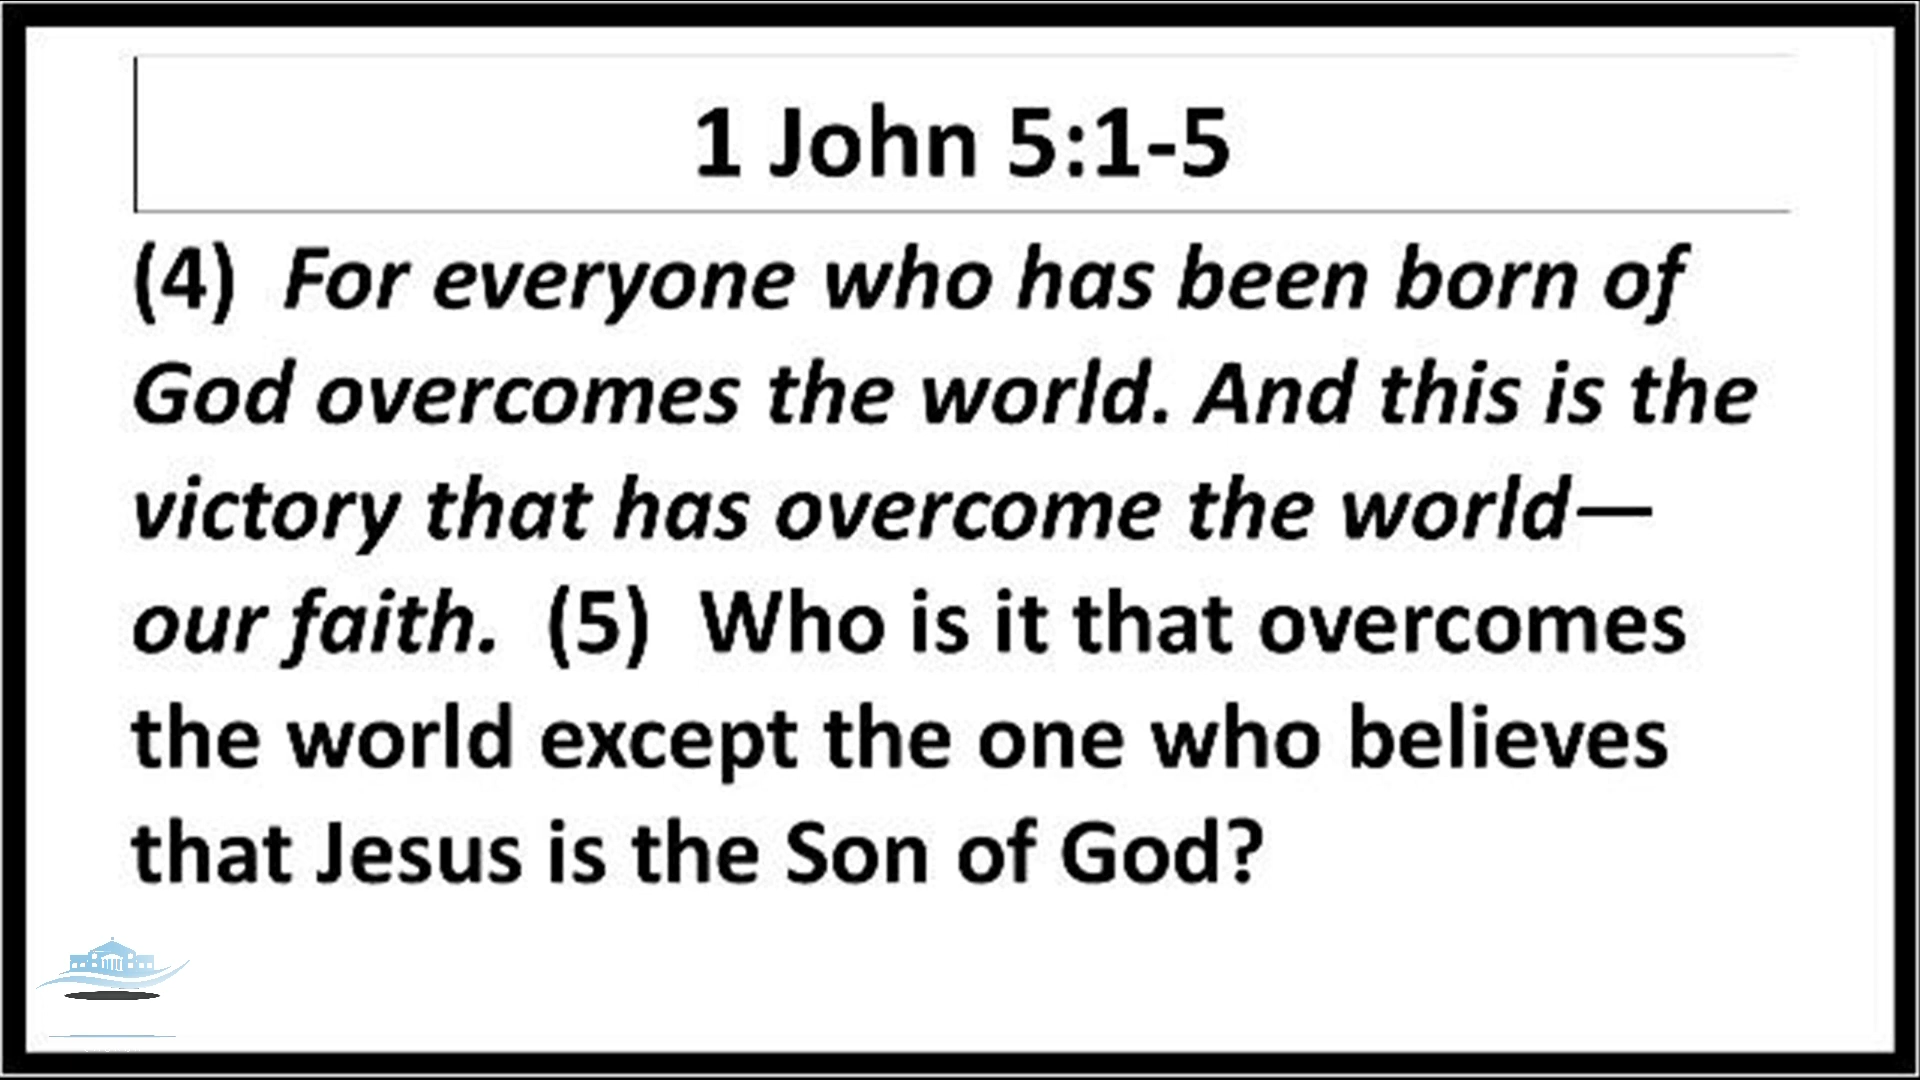 1 John 5:1-5
(4) For everyone who has been born of
God overcomes the world. And this is the
victory that has overcome the world—
our faith. (5) Who is it that overcomes
the world except the one who believes
that Jesus is the Son of God?